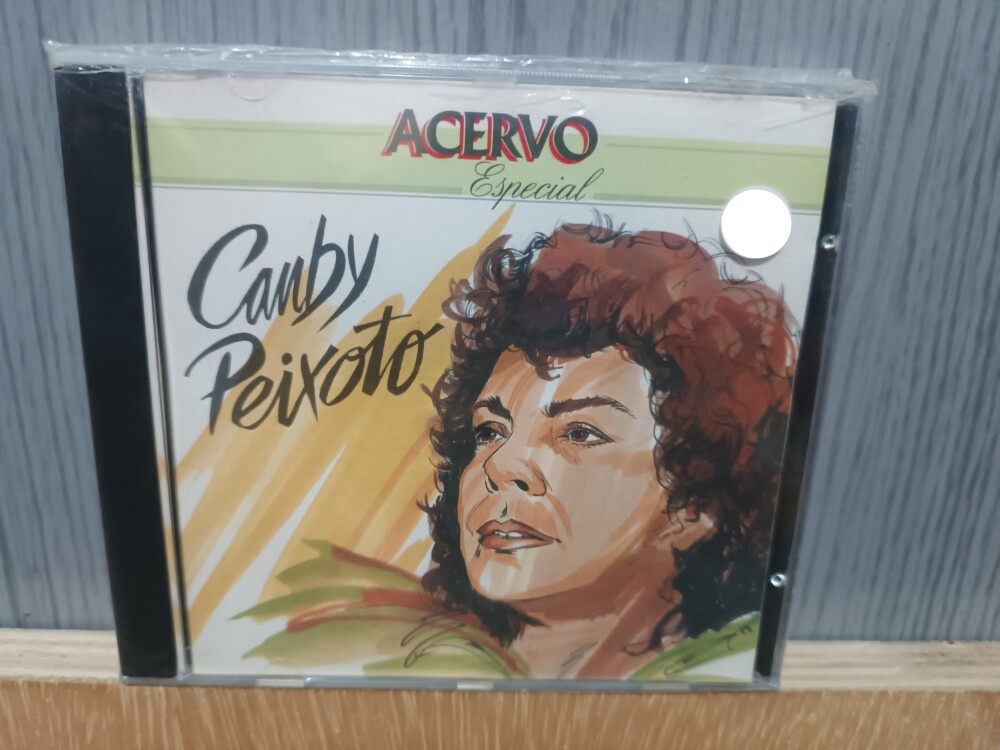 ACERVO
Especial
Cauby
Peixoto